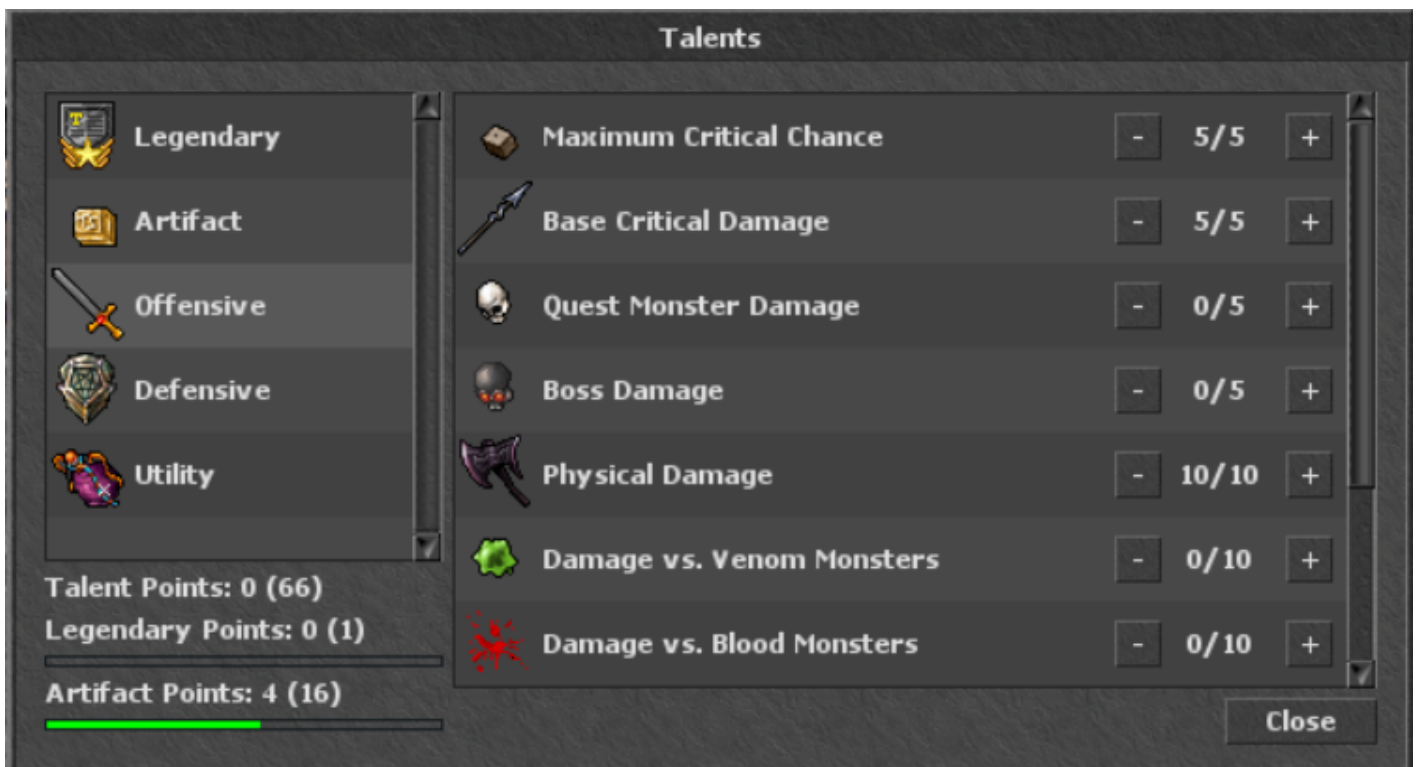 Talents
Legendary
Artifact
Offensive
Defensive
Utility
Talent Points: 0 (66)
Legendary Points: 0 (1)
Artifact Points: 4 (16)
Maximum Critical Chance - 5/5 +
Base Critical Damage - 5/5 +
Quest Monster Damage - 0/5 +
Boss Damage - 0/5 +
Physical Damage - 10/10 +
Damage vs. Venom Monsters - 0/10 +
Damage vs. Blood Monsters - 0/10 +
Close